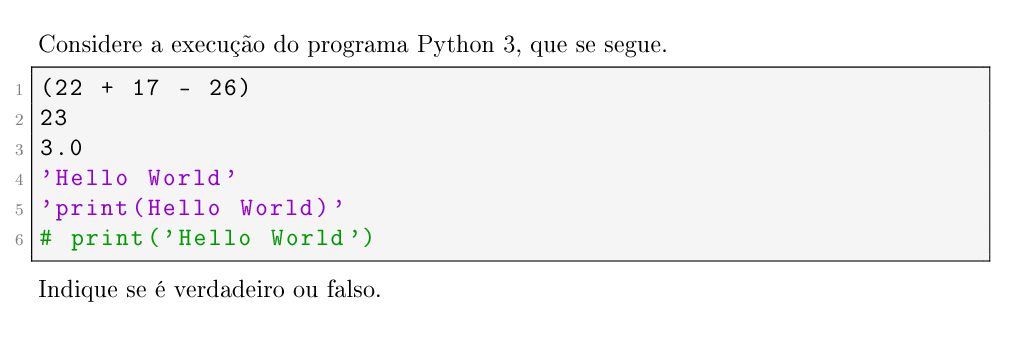 Considere a execução do programa Python 3, que se segue.
1 (22 + 17 - 26)
2 23
3 3.0
4 'Hello World'
5 'print(Hello World)'
6 # print('Hello World')
Indique se é verdadeiro ou falso.